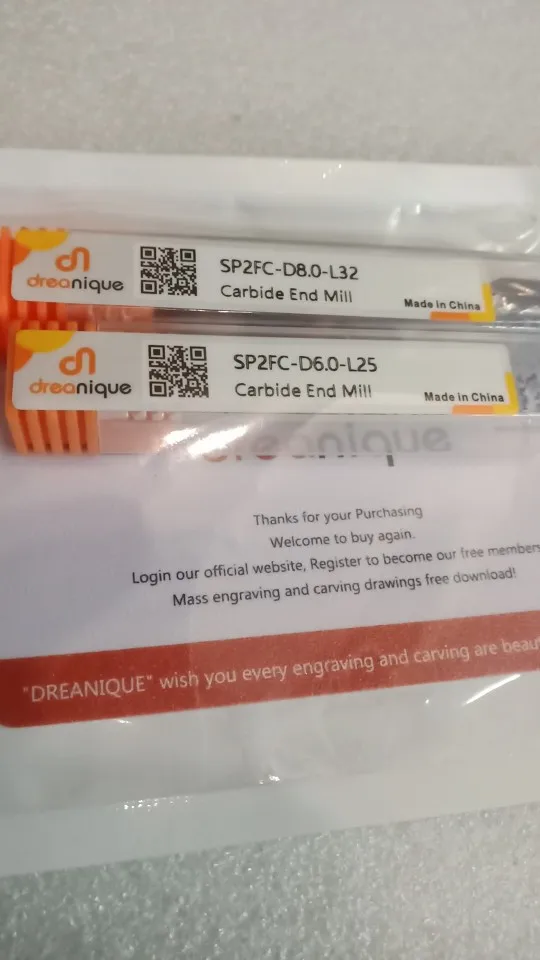 dreanique
SP2FC-D8.0-L32
Carbide End Mill
Made in China
dreanique
SP2FC-D6.0-L25
Carbide End Mill
Made in China
dreanique
Thanks for your Purchasing
Welcome to buy again.
Login our official website, Register to become our free members
Mass engraving and carving drawings free download!
"DREANIQUE" wish you every engraving and carving are